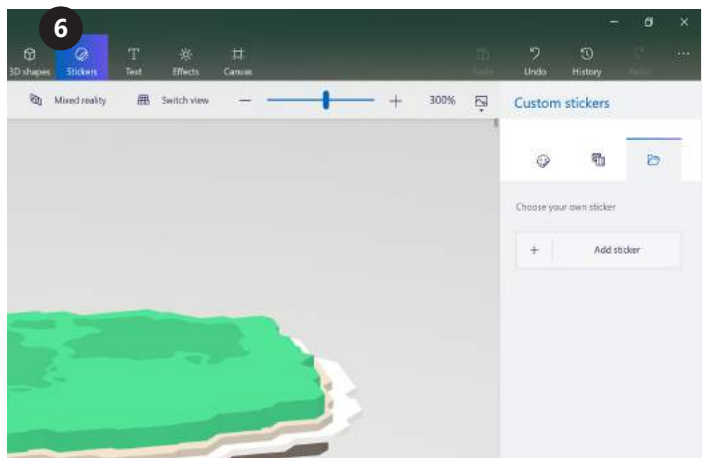 6
3D shapes Stickers Text Effects Canvas Undo History
Mixed reality Switch view 300% Custom stickers
Choose your own sticker
Add sticker